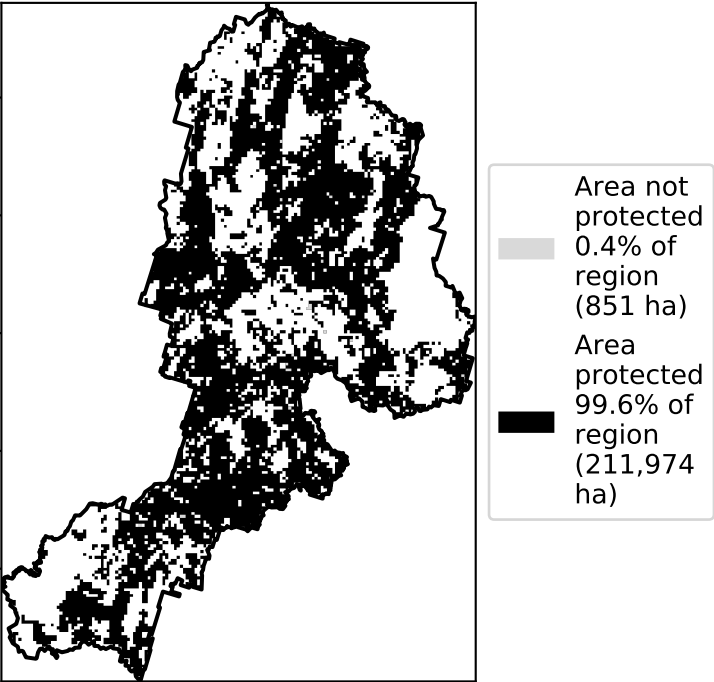 Area not
protected
0.4% of
region
(851 ha)
Area
protected
99.6% of
region
(211,974
ha)